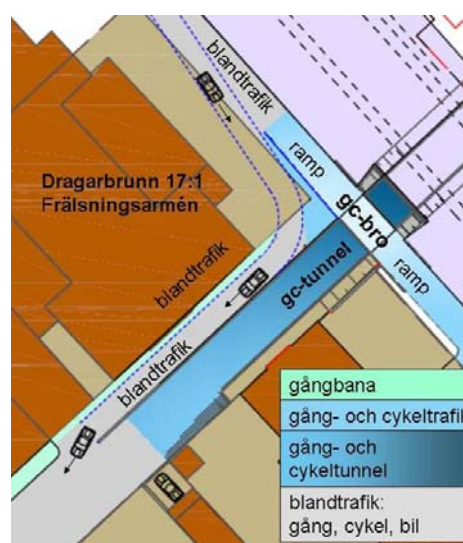 blandtrafik
ramp
Dragarbrunn 17:1
Frälsningsarmén
gc-bro
blandtrafik
gc-tunnel
ramp
blandtrafik
gångbana
gång- och cykeltrafik
gång- och
cykeltunnel
blandtrafik:
gång, cykel, bil